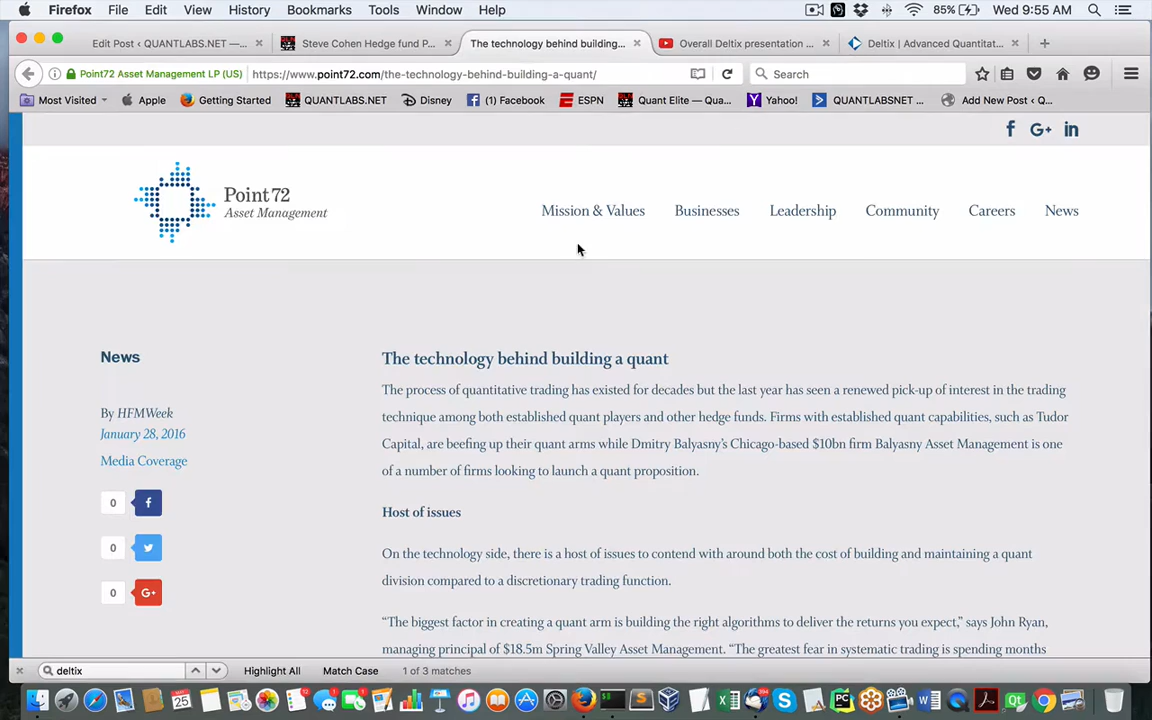 Firefox File Edit View History Bookmarks Tools Window Help 85% Wed 9:55 AM
Edit Post ‹ QUANTLABS.NET —... × Steve Cohen Hedge fund P... × The technology behind building... × Overall Deltix presentation ... × Deltix | Advanced Quantitat... × +
Point72 Asset Management LP (US) https://www.point72.com/the-technology-behind-building-a-quant/ Search
Most Visited Apple Getting Started QUANTLABS.NET Disney (1) Facebook ESPN Quant Elite — Qua... Yahoo! QUANTLABSNET ... Add New Post ‹ Q...
f G+ in
Point72
Asset Management
Mission & Values Businesses Leadership Community Careers News
News
By HFMWeek
January 28, 2016
Media Coverage
0 f
0
0 G+
The technology behind building a quant
The process of quantitative trading has existed for decades but the last year has seen a renewed pick-up of interest in the trading
technique among both established quant players and other hedge funds. Firms with established quant capabilities, such as Tudor
Capital, are beefing up their quant arms while Dmitry Balyasny’s Chicago-based $10bn firm Balyasny Asset Management is one
of a number of firms looking to launch a quant proposition.
Host of issues
On the technology side, there is a host of issues to contend with around both the cost of building and maintaining a quant
division compared to a discretionary trading function.
“The biggest factor in creating a quant arm is building the right algorithms to deliver the returns you expect,” says John Ryan,
managing principal of $18.5m Spring Valley Asset Management. “The greatest fear in systematic trading is spending months
× deltix Highlight All Match Case 1 of 3 matches